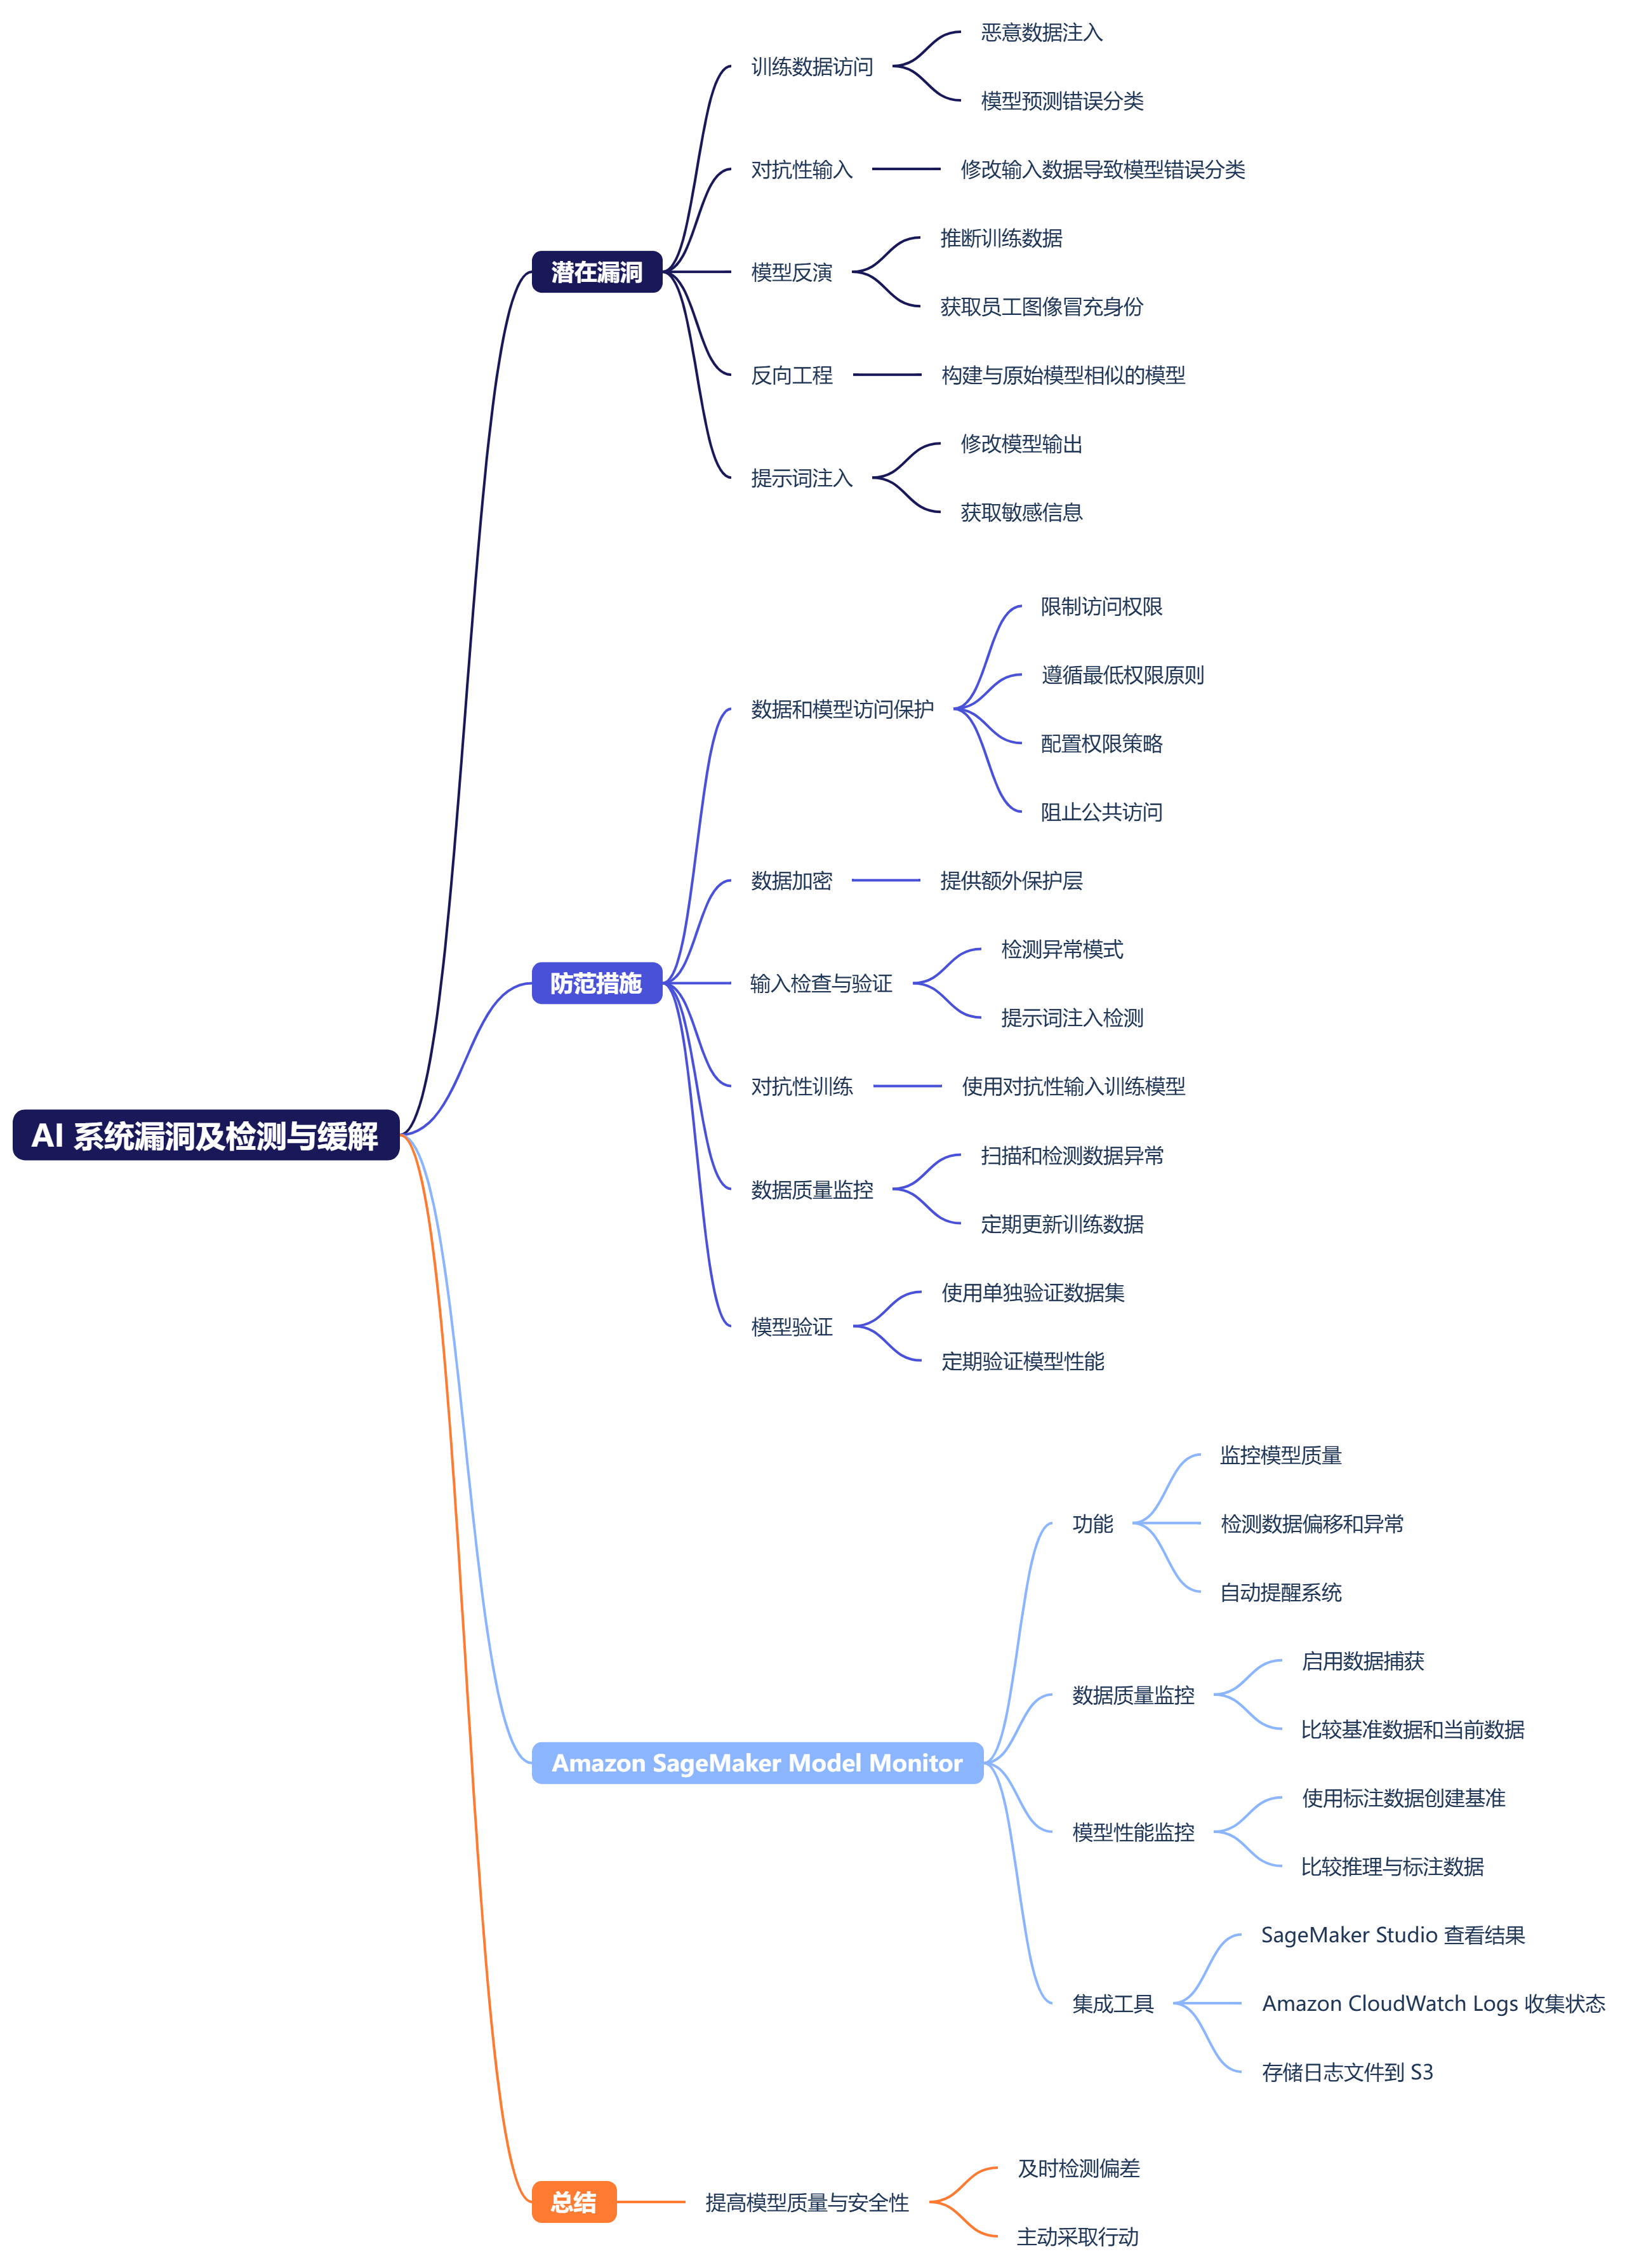 AI 系统漏洞及检测与缓解
潜在漏洞
训练数据访问
恶意数据注入
模型预测错误分类
对抗性输入
修改输入数据导致模型错误分类
模型反演
推断训练数据
获取员工图像冒充身份
反向工程
构建与原始模型相似的模型
提示词注入
修改模型输出
获取敏感信息
防范措施
数据和模型访问保护
限制访问权限
遵循最低权限原则
配置权限策略
阻止公共访问
数据加密
提供额外保护层
输入检查与验证
检测异常模式
提示词注入检测
对抗性训练
使用对抗性输入训练模型
数据质量监控
扫描和检测数据异常
定期更新训练数据
模型验证
使用单独验证数据集
定期验证模型性能
Amazon SageMaker Model Monitor
功能
监控模型质量
检测数据偏移和异常
自动提醒系统
数据质量监控
启用数据捕获
比较基准数据和当前数据
模型性能监控
使用标注数据创建基准
比较推理与标注数据
集成工具
SageMaker Studio 查看结果
Amazon CloudWatch Logs 收集状态
存储日志文件到 S3
总结
提高模型质量与安全性
及时检测偏差
主动采取行动